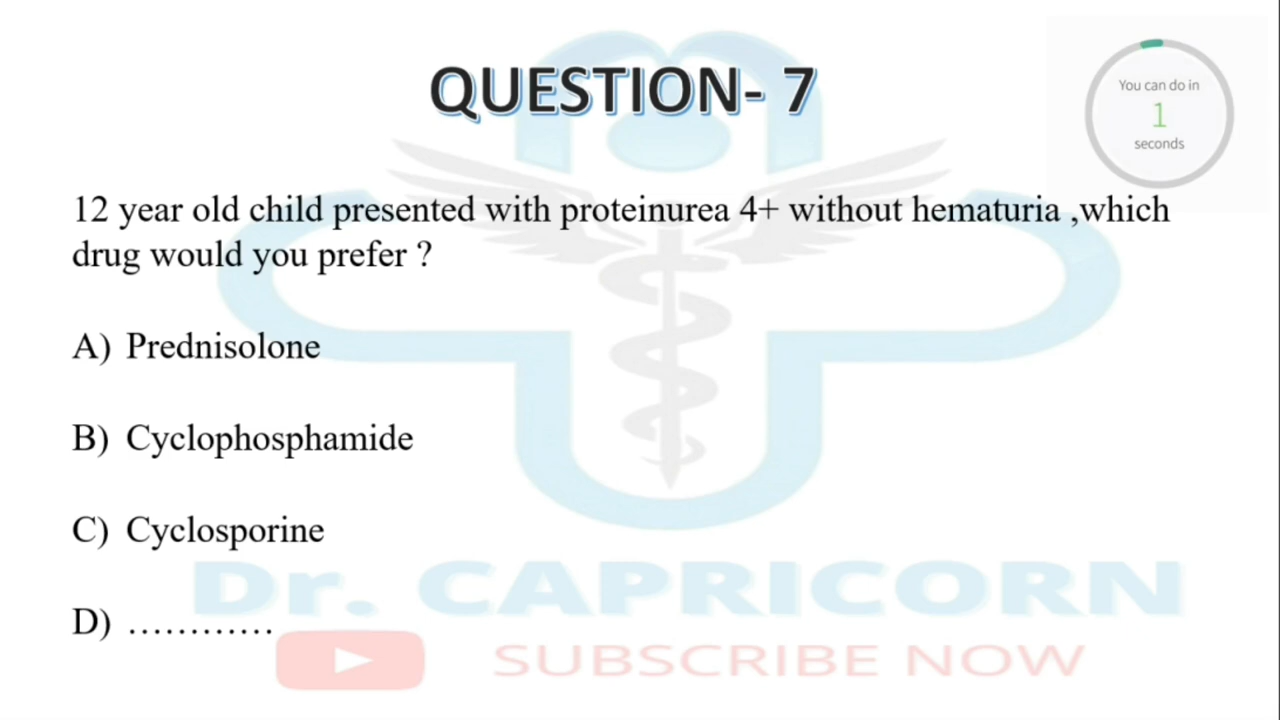 QUESTION- 7
You can do in
1
seconds
12 year old child presented with proteinurea 4+ without hematuria ,which
drug would you prefer ?
A) Prednisolone
B) Cyclophosphamide
C) Cyclosporine
D) …………
Dr. CAPRICORN
SUBSCRIBE NOW